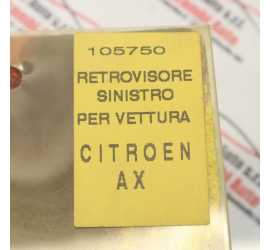 105750
RETROVISORE
SINISTRO
PER VETTURA
CITROEN
AX